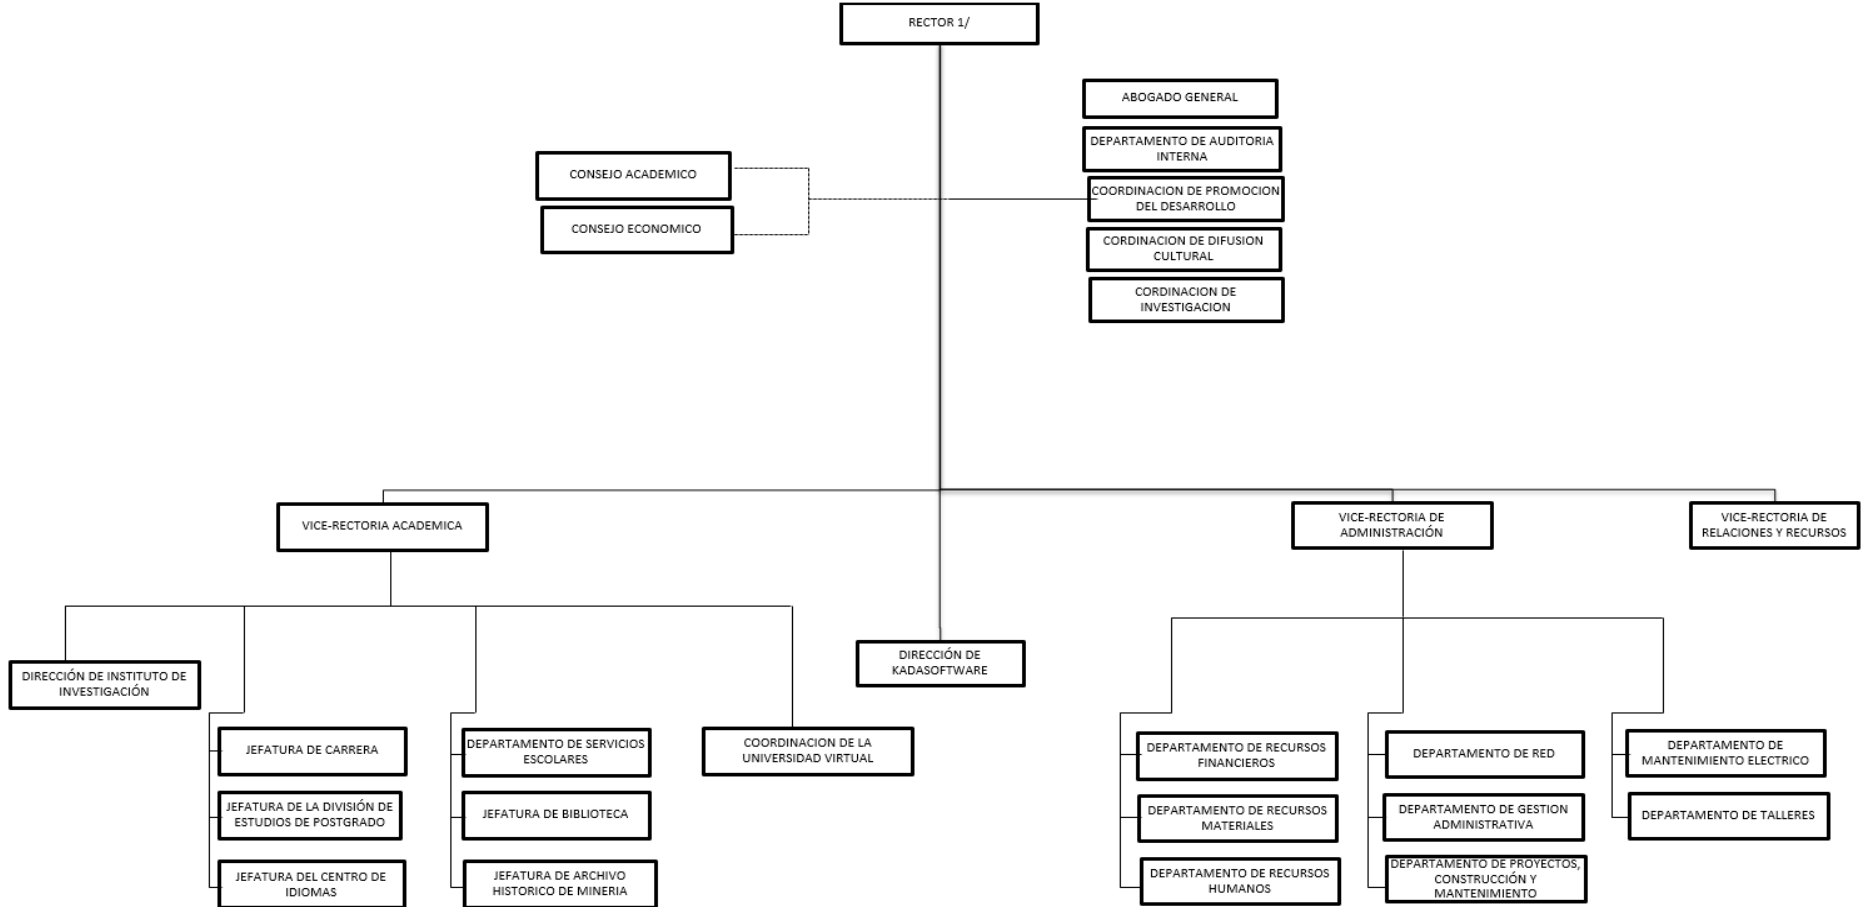 RECTOR 1/
ABOGADO GENERAL
DEPARTAMENTO DE AUDITORIA
INTERNA
CONSEJO ACADEMICO
COORDINACION DE PROMOCION
DEL DESARROLLO
CONSEJO ECONOMICO
CORDINACION DE DIFUSION
CULTURAL
CORDINACION DE
INVESTIGACION
VICE-RECTORIA ACADEMICA
VICE-RECTORIA DE
ADMINISTRACIÓN
VICE-RECTORIA DE
RELACIONES Y RECURSOS
DIRECCIÓN DE INSTITUTO DE
INVESTIGACIÓN
DIRECCIÓN DE
KADASOFTWARE
JEFATURA DE CARRERA
JEFATURA DE LA DIVISIÓN DE
ESTUDIOS DE POSTGRADO
JEFATURA DEL CENTRO DE
IDIOMAS
DEPARTAMENTO DE SERVICIOS
ESCOLARES
JEFATURA DE BIBLIOTECA
JEFATURA DE ARCHIVO
HISTORICO DE MINERIA
COORDINACION DE LA
UNIVERSIDAD VIRTUAL
DEPARTAMENTO DE RECURSOS
FINANCIEROS
DEPARTAMENTO DE RECURSOS
MATERIALES
DEPARTAMENTO DE RECURSOS
HUMANOS
DEPARTAMENTO DE RED
DEPARTAMENTO DE GESTION
ADMINISTRATIVA
DEPARTAMENTO DE PROYECTOS,
CONSTRUCCIÓN Y
MANTENIMIENTO
DEPARTAMENTO DE
MANTENIMIENTO ELECTRICO
DEPARTAMENTO DE TALLERES